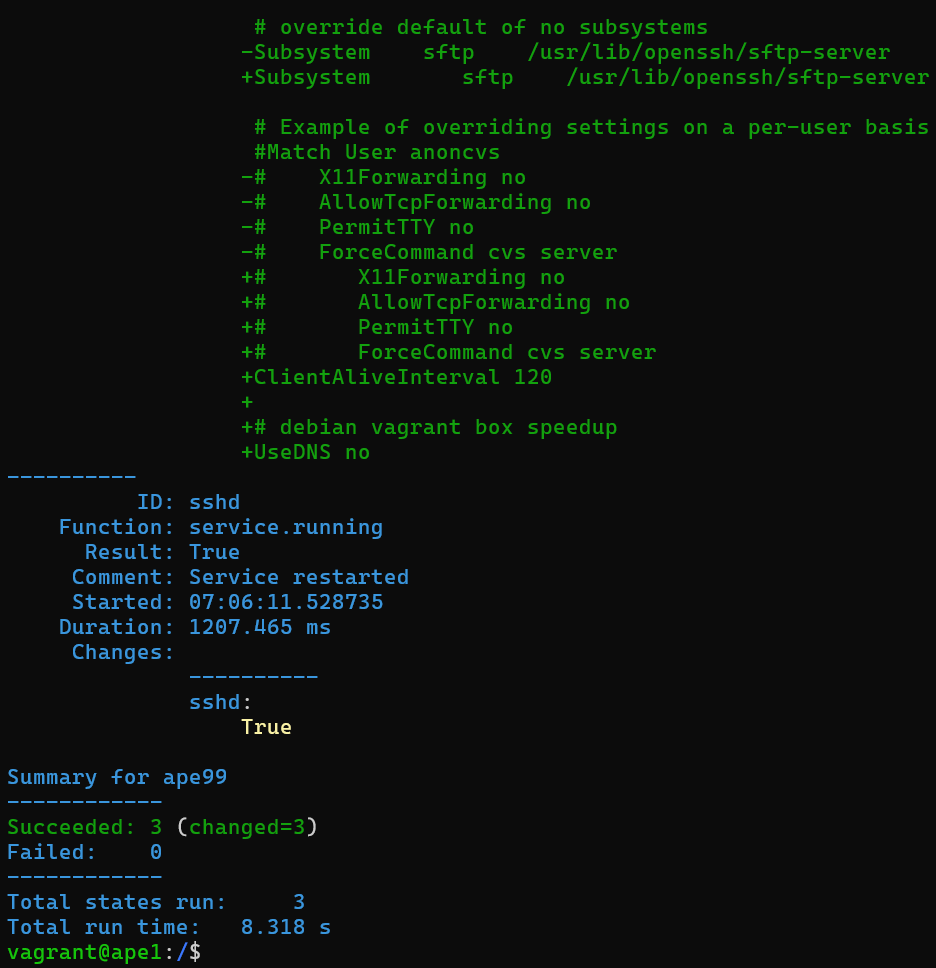 # override default of no subsystems
-Subsystem    sftp    /usr/lib/openssh/sftp-server
+Subsystem       sftp    /usr/lib/openssh/sftp-server

 # Example of overriding settings on a per-user basis
 #Match User anoncvs
-#    X11Forwarding no
-#    AllowTcpForwarding no
-#    PermitTTY no
-#    ForceCommand cvs server
+#       X11Forwarding no
+#       AllowTcpForwarding no
+#       PermitTTY no
+#       ForceCommand cvs server
+ClientAliveInterval 120
+
+# debian vagrant box speedup
+UseDNS no
----------
          ID: sshd
    Function: service.running
      Result: True
     Comment: Service restarted
     Started: 07:06:11.528735
    Duration: 1207.465 ms
     Changes:
              ----------
              sshd:
                  True

Summary for ape99
------------
Succeeded: 3 (changed=3)
Failed:    0
------------
Total states run:     3
Total run time:   8.318 s
vagrant@ape1:/$